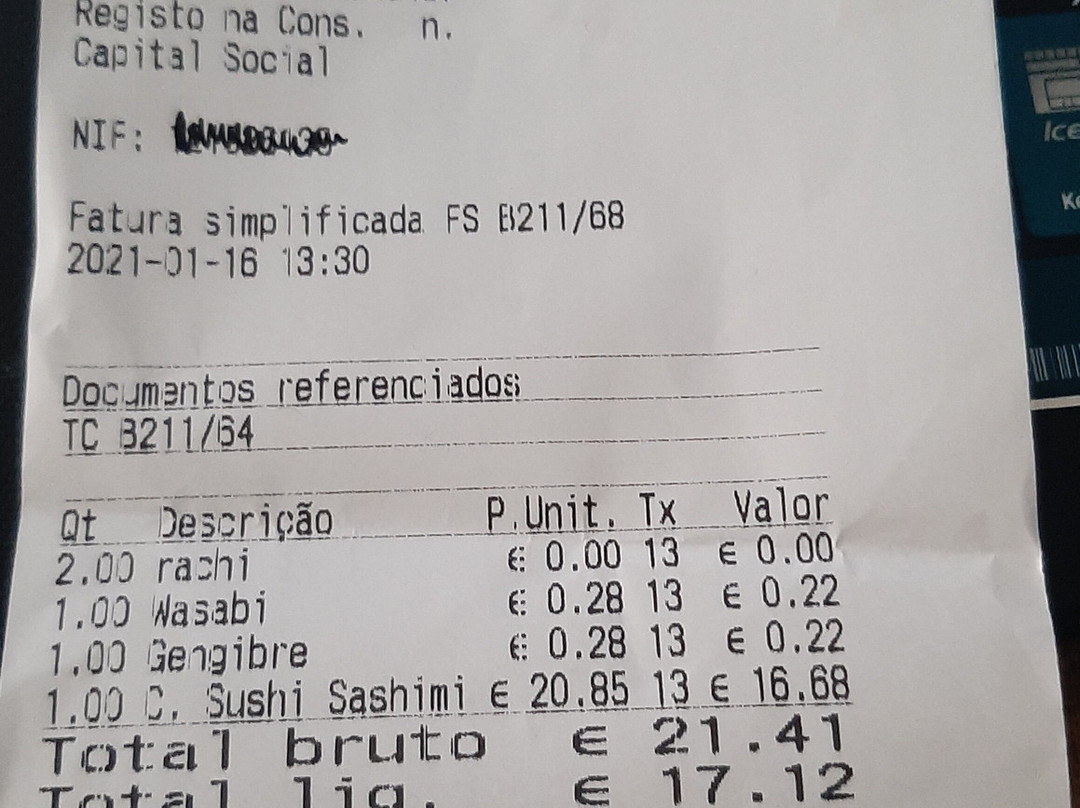 Registo na Cons. n.
Capital Social
NIF:
Fatura simplificada FS B211/68
2021-01-16 13:30
Documentos referenciados
TC B211/64
Qt Descrição P.Unit. Tx Valor
2.00 rachi € 0.00 13 € 0.00
1.00 Wasabi € 0.28 13 € 0.22
1.00 Gengibre € 0.28 13 € 0.22
1.00 C. Sushi Sashimi € 20.85 13 € 16.68
Total bruto € 21.41
Total liq. € 17.12
Ice